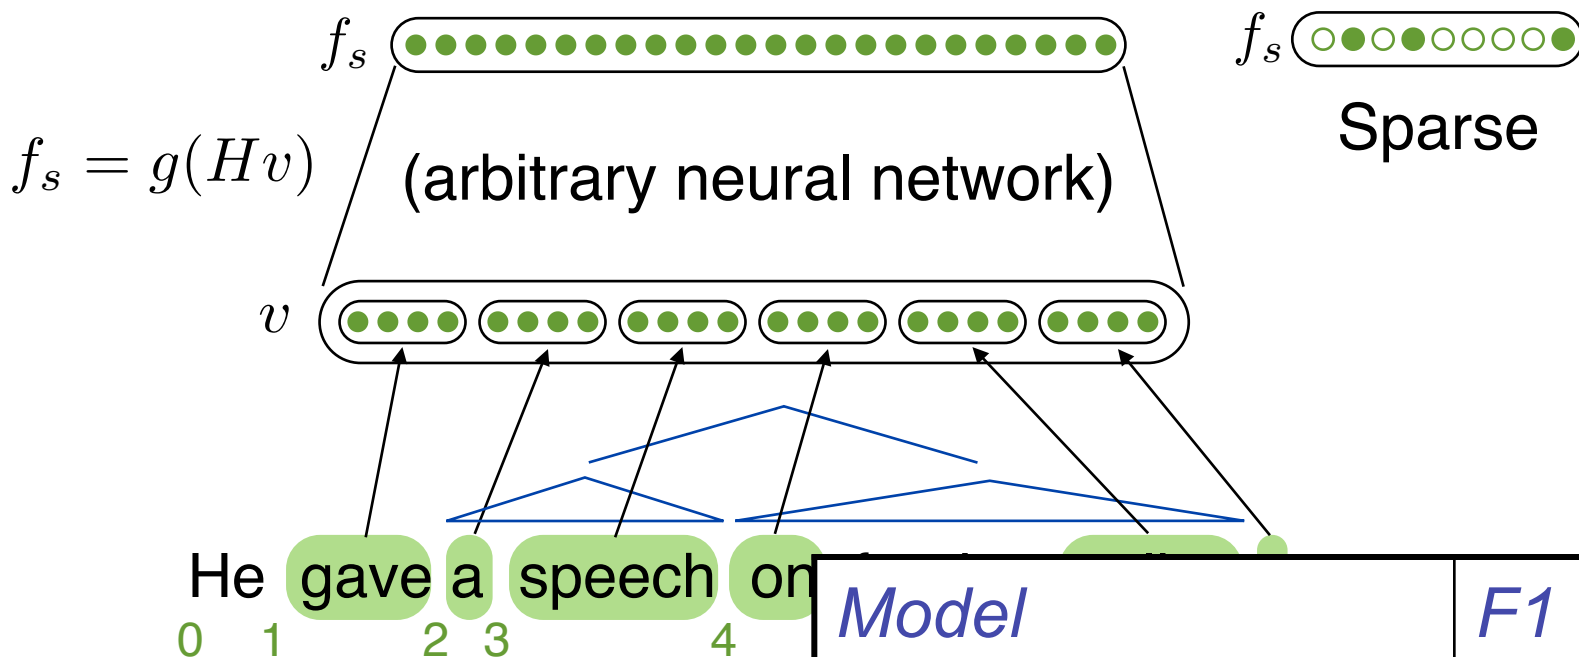 f_s
f_s
Sparse
f_s = g(Hv)
(arbitrary neural network)
v
He gave a speech on
0 1 2 3 4
Model F1